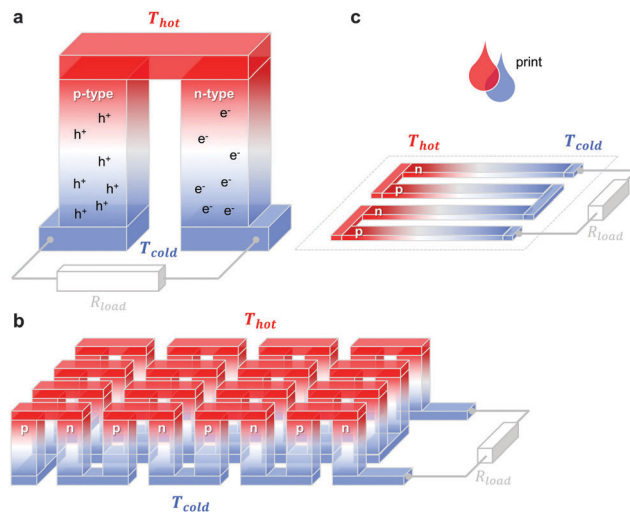 a
T_hot
p-type
n-type
h⁺
h⁺
h⁺
h⁺
h⁺
h⁺
h⁺
e⁻
e⁻
e⁻
e⁻
e⁻
e⁻
e⁻
T_cold
R_load
c
print
T_hot
T_cold
n
p
n
p
R_load
b
T_hot
p n p n p n p n
R_load
T_cold